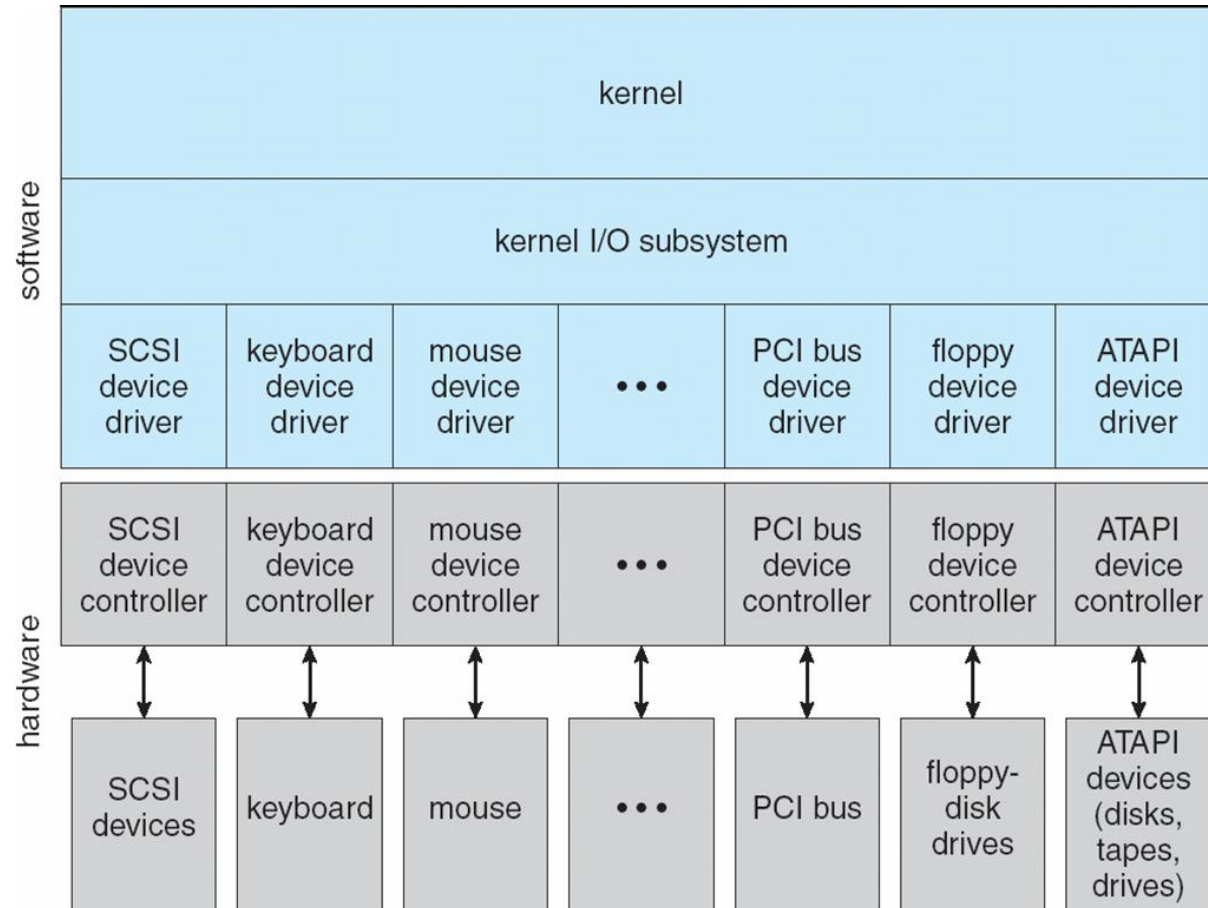 software
kernel
kernel I/O subsystem
SCSI
device
driver
keyboard
device
driver
mouse
device
driver
•••
PCI bus
device
driver
floppy
device
driver
ATAPI
device
driver
hardware
SCSI
device
controller
keyboard
device
controller
mouse
device
controller
•••
PCI bus
device
controller
floppy
device
controller
ATAPI
device
controller
SCSI
devices
keyboard
mouse
•••
PCI bus
floppy-
disk
drives
ATAPI
devices
(disks,
tapes,
drives)